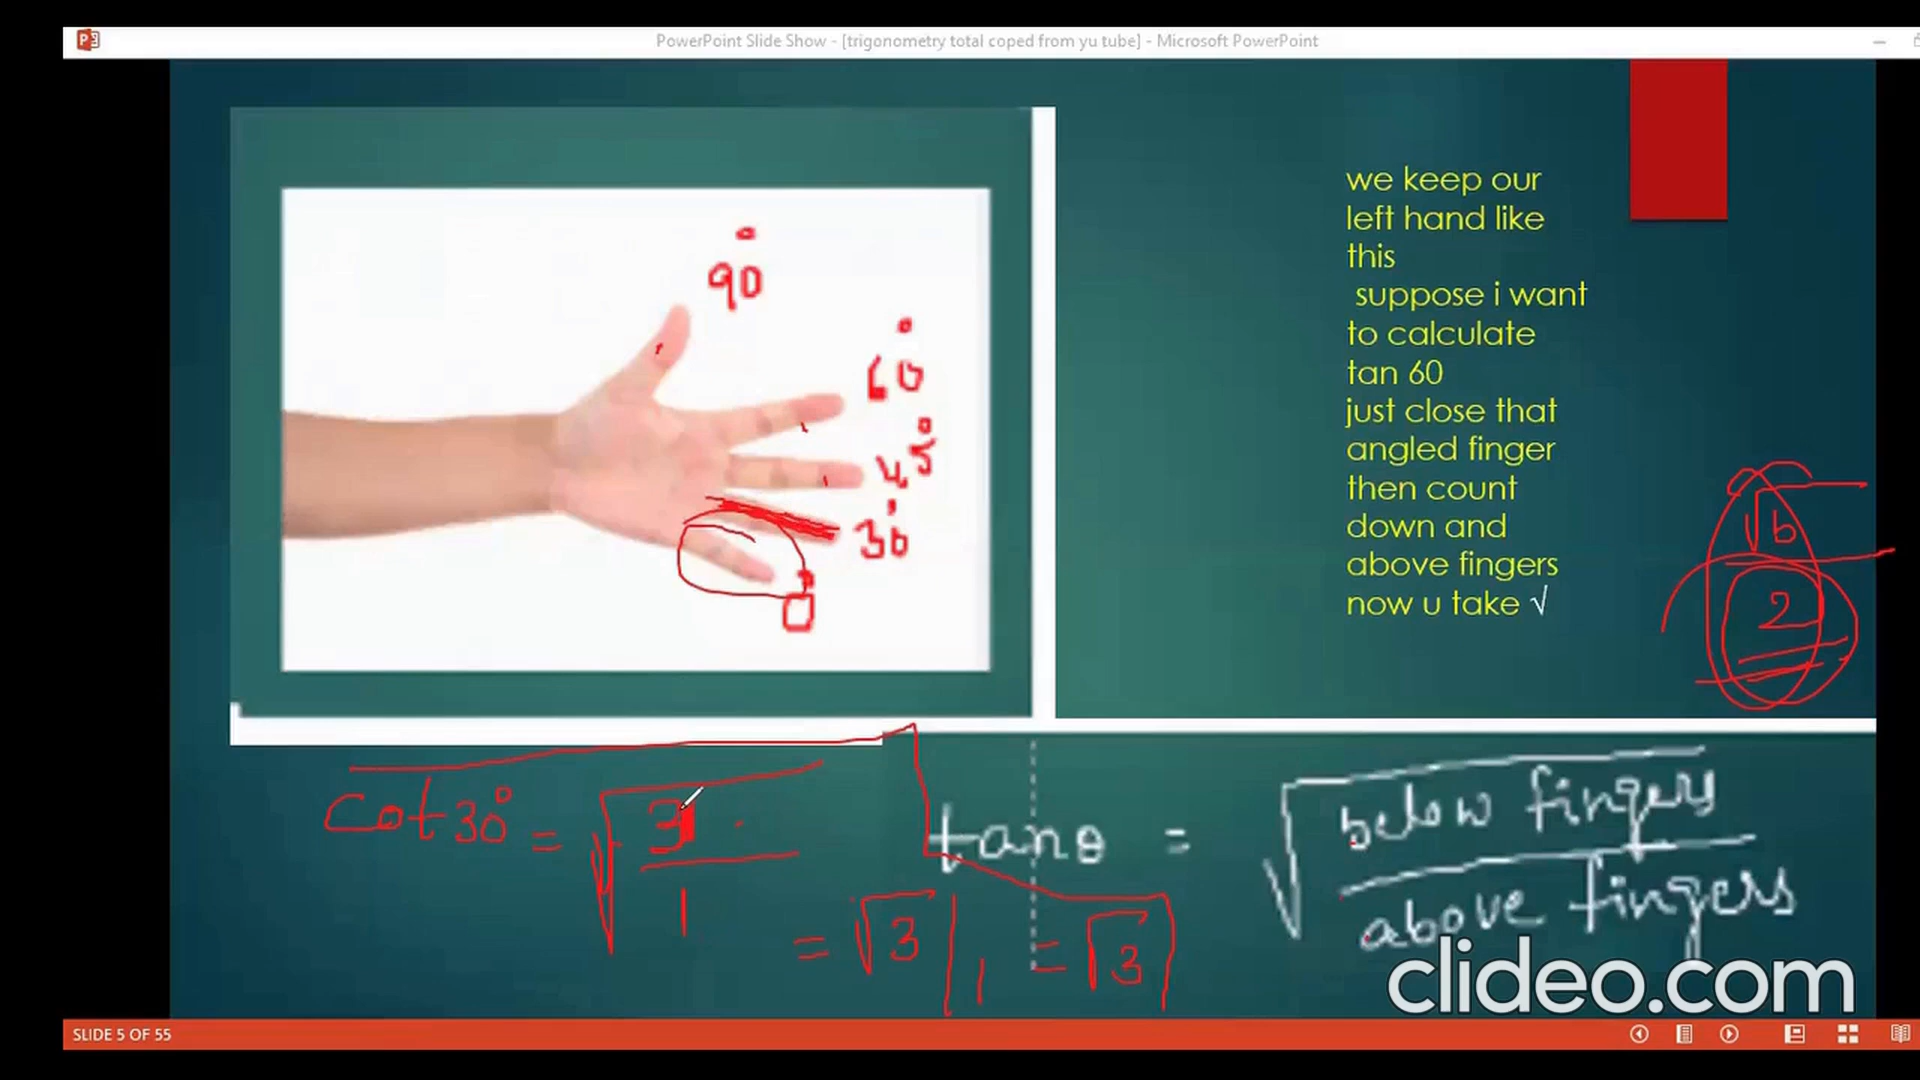 PowerPoint Slide Show - [trigonometry total coped from yu tube] - Microsoft PowerPoint
90°
60°
45°
30°
0°
we keep our
left hand like
this
suppose i want
to calculate
tan 60
just close that
angled finger
then count
down and
above fingers
now u take √
√b
2
cot 30° = √3/1
= √3/1 = √3
tanθ = √below fingers/above fingers
clideo.com
SLIDE 5 OF 55